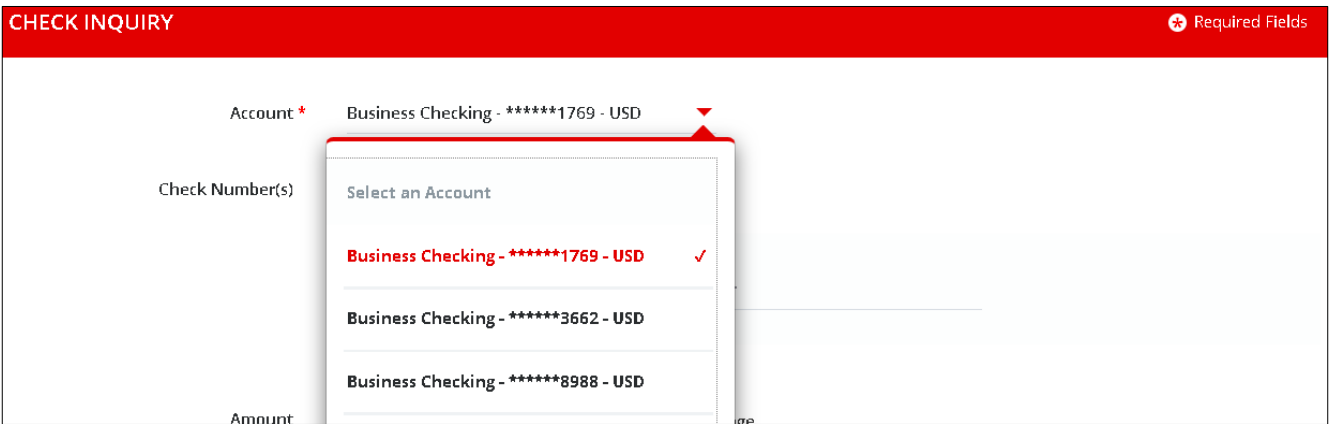 CHECK INQUIRY
Required Fields
Account * Business Checking - ******1769 - USD
Check Number(s)
Select an Account
Business Checking - ******1769 - USD
Business Checking - ******3662 - USD
Business Checking - ******8988 - USD
Amount